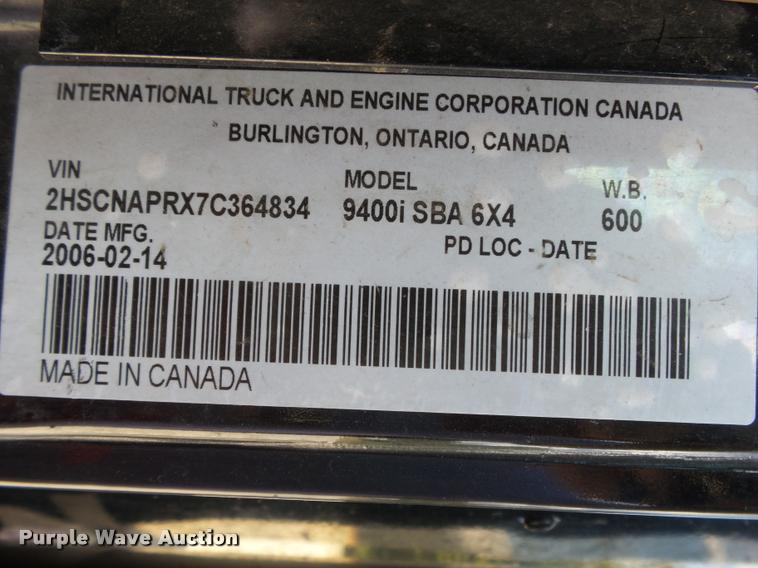 INTERNATIONAL TRUCK AND ENGINE CORPORATION CANADA
BURLINGTON, ONTARIO, CANADA
VIN MODEL W.B.
2HSCNAPRX7C364834 9400i SBA 6X4 600
DATE MFG. PD LOC - DATE
2006-02-14
MADE IN CANADA
Purple Wave Auction